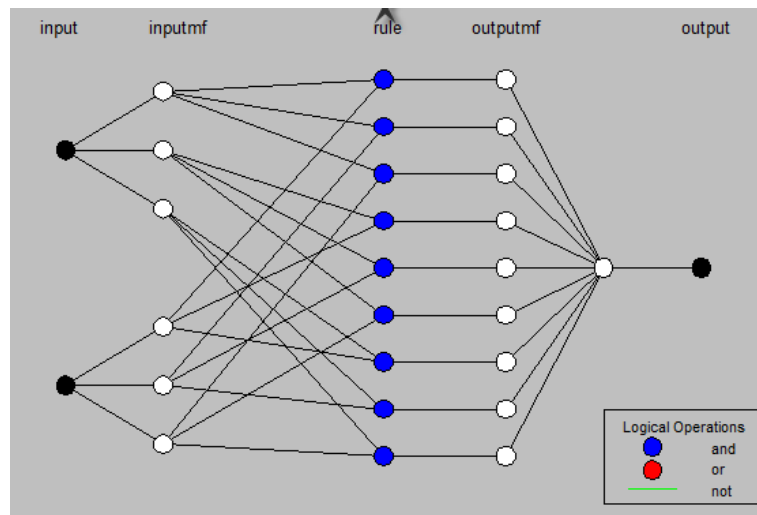 input inputmf rule outputmf output
Logical Operations
and
or
not